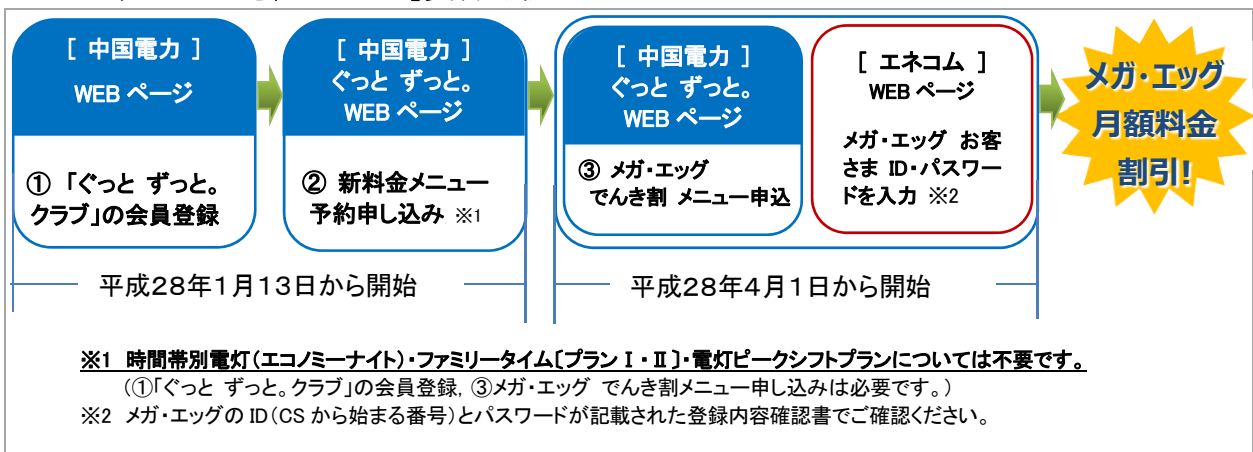 [ 中国電力 ]
WEB ページ
① 「ぐっと ずっと。
クラブ」の会員登録
[ 中国電力 ]
ぐっと ずっと。
WEB ページ
② 新料金メニュー
予約申し込み ※1
[ 中国電力 ]
ぐっと ずっと。
WEB ページ
③ メガ・エッグ
でんき割 メニュー申込
[ エネコム ]
WEB ページ
メガ・エッグ お客
さま ID・パスワー
ドを入力 ※2
メガ・エッグ
月額料金
割引!
平成28年1月13日から開始
平成28年4月1日から開始
※1 時間帯別電灯(エコノミーナイト)・ファミリータイム〔プランⅠ・Ⅱ〕・電灯ピークシフトプランについては不要です。
(①「ぐっと ずっと。クラブ」の会員登録, ③メガ・エッグ でんき割メニュー申し込みは必要です。)
※2 メガ・エッグの ID(CS から始まる番号)とパスワードが記載された登録内容確認書でご確認ください。